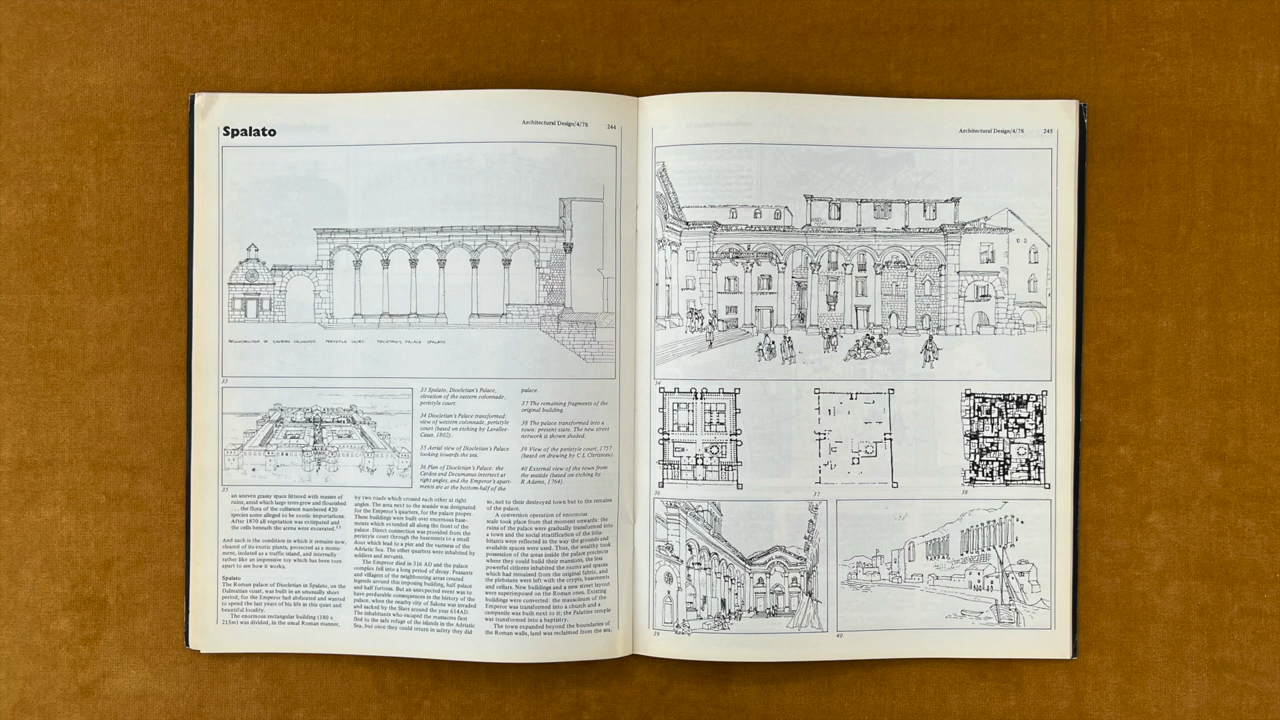 Spalato
Architectural Design/4/78 244
RECONSTRUCTION OF EASTERN COLONNADE PERISTYLE COURT DIOCLETIAN'S PALACE SPALATO
33
35
33 Spalato, Diocletian's Palace,
elevation of the eastern colonnade,
peristyle court.
34 Diocletian's Palace transformed:
view of western colonnade, peristyle
court (based on etching by Lavallee-
Casas, 1802).
35 Aerial view of Diocletian's Palace
looking towards the sea.
36 Plan of Diocletian's Palace: the
Cardos and Decumanus intersect at
right angles, and the Emperor's apart-
ments are at the bottom-half of the
palace.
37 The remaining fragments of the
original building.
38 The palace transformed into a
town: present state. The new street
network is shown shaded.
39 View of the peristyle court, 1757
(based on drawing by C L Clerisseau).
40 External view of the town from
the seaside (based on etching by
R Adams, 1764).
an uneven grassy space littered with masses of
ruins, amid which large trees grew and flourished
. . . the flora of the coliseum numbered 420
species some alleged to be exotic importations.
After 1870 all vegetation was extirpated and
the cells beneath the arena were excavated.
And such is the condition in which it remains now,
cleared of its exotic plants, protected as a monu-
ment, isolated as a traffic island, and internally
rather like an impressive toy which has been torn
apart to see how it works.
Spalato
The Roman palace of Diocletian in Spalato, on the
Dalmatian coast, was built in an unusually short
period, for the Emperor had abdicated and wanted
to spend the last years of his life in this quiet and
beautiful locality.
The enormous rectangular building (180 x
215m) was divided, in the usual Roman manner,
by two roads which crossed each other at right
angles. The area next to the seaside was designated
for the Emperor's quarters, for the palace proper.
These buildings were built over enormous base-
ments which extended all along the front of the
palace. Direct connection was provided from the
peristyle court through the basements to a small
door which lead to a pier and the vastness of the
Adriatic Sea. The other quarters were inhabited by
soldiers and servants.
The Emperor died in 316 AD and the palace
complex fell into a long period of decay. Peasants
and villagers of the neighbouring areas created
legends around this imposing building, half palace
and half fortress. But an unexpected event was to
have perdurable consequences in the history of the
palace, when the nearby city of Salona was invaded
and sacked by the Slavs around the year 614AD.
The inhabitants who escaped the massacres first
fled to the safe refuge of the islands in the Adriatic
Sea, but once they could return in safety they did
so, not to their destroyed town but to the remains
of the palace.
A conversion operation of enormous
scale took place from that moment onwards: the
ruins of the palace were gradually transformed into
a town and the social stratification of the inha-
bitants were reflected in the way the grounds and
available spaces were used. Thus, the wealthy took
possession of the areas inside the palace precincts
where they could build their mansions, the less
powerful citizens inhabited the rooms and spaces
which had remained from the original fabric, and
the plebeians were left with the crypts, basements
and cellars. New buildings and a new street layout
were superimposed on the Roman ones. Existing
buildings were converted: the mausoleum of the
Emperor was transformed into a church and a
campanile was built next to it; the Palatine temple
was transformed into a baptistry.
The town expanded beyond the boundaries of
the Roman walls, land was reclaimed from the sea,
Architectural Design/4/78 245
34
36
37
38
39
40